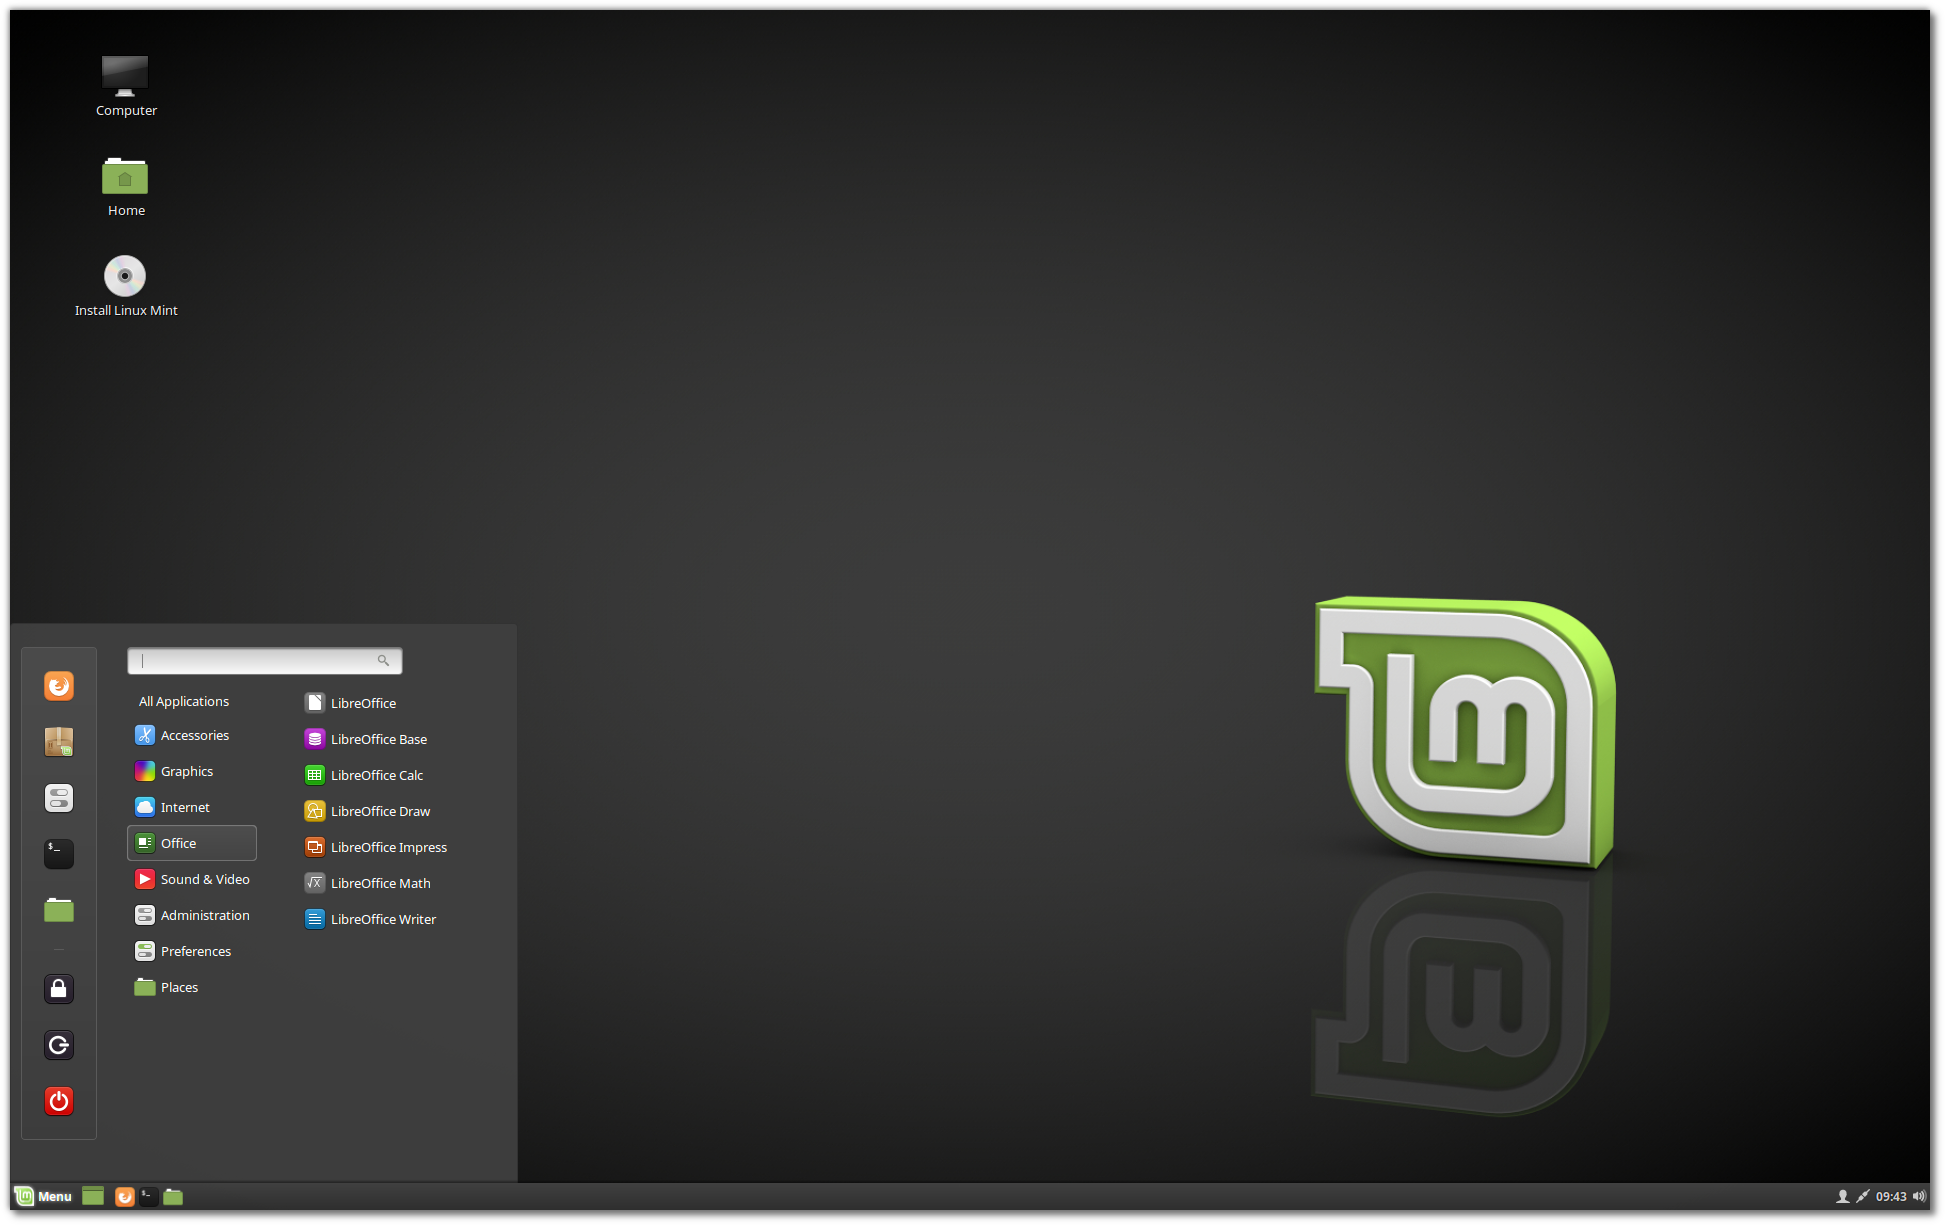 Computer
Home
Install Linux Mint
All Applications
Accessories
Graphics
Internet
Office
Sound & Video
Administration
Preferences
Places
LibreOffice
LibreOffice Base
LibreOffice Calc
LibreOffice Draw
LibreOffice Impress
LibreOffice Math
LibreOffice Writer
$_
lm
Menu
$_
09:43